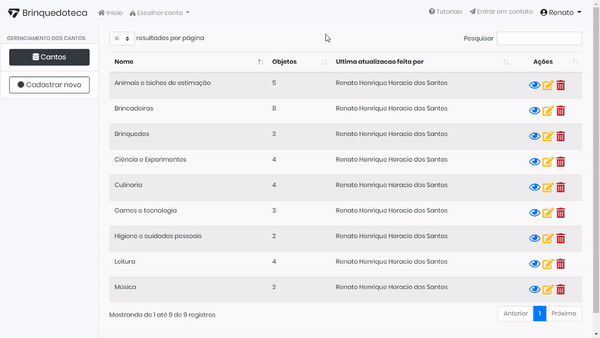 Brinquedoteca Inicio Escolher canto Tutoriais Entrar em contato Renato
GERENCIAMENTO DOS CANTOS
Cantos
Cadastrar novo
10 resultados por página Pesquisar
Nome Objetos Ultima atualizacao feita por Ações
Animais e bichos de estimação 5 Renato Henrique Horacio dos Santos
Brincadeiras 8 Renato Henrique Horacio dos Santos
Brinquedos 3 Renato Henrique Horacio dos Santos
Ciência e Experimentos 4 Renato Henrique Horacio dos Santos
Culinaria 4 Renato Henrique Horacio dos Santos
Games e tecnologia 3 Renato Henrique Horacio dos Santos
Higiene e cuidados pessoais 2 Renato Henrique Horacio dos Santos
Leitura 4 Renato Henrique Horacio dos Santos
Música 2 Renato Henrique Horacio dos Santos
Mostrando de 1 até 9 de 9 registros Anterior 1 Próximo